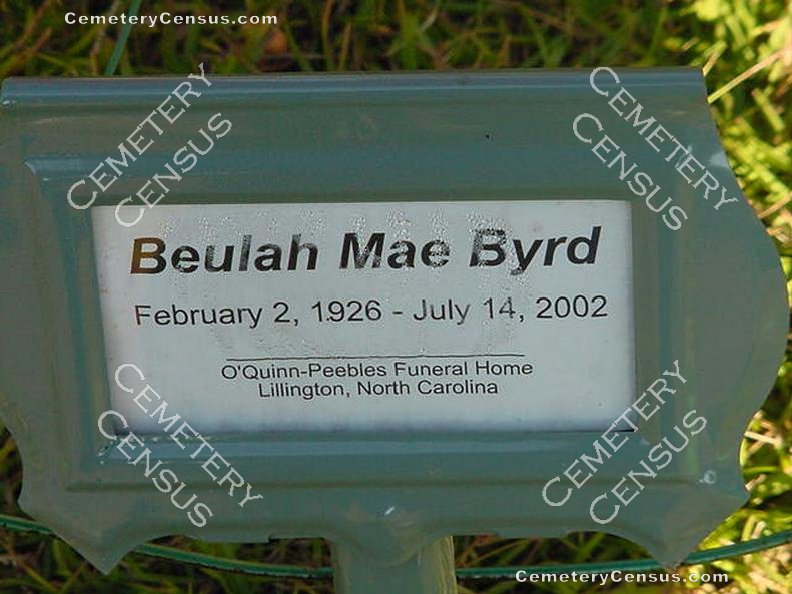 CemeteryCensus.com
CEMETERY
CENSUS
CEMETERY
CENSUS
Beulah Mae Byrd
February 2, 1926 - July 14, 2002
O'Quinn-Peebles Funeral Home
Lillington, North Carolina
CEMETERY
CENSUS
CEMETERY
CENSUS
CemeteryCensus.com